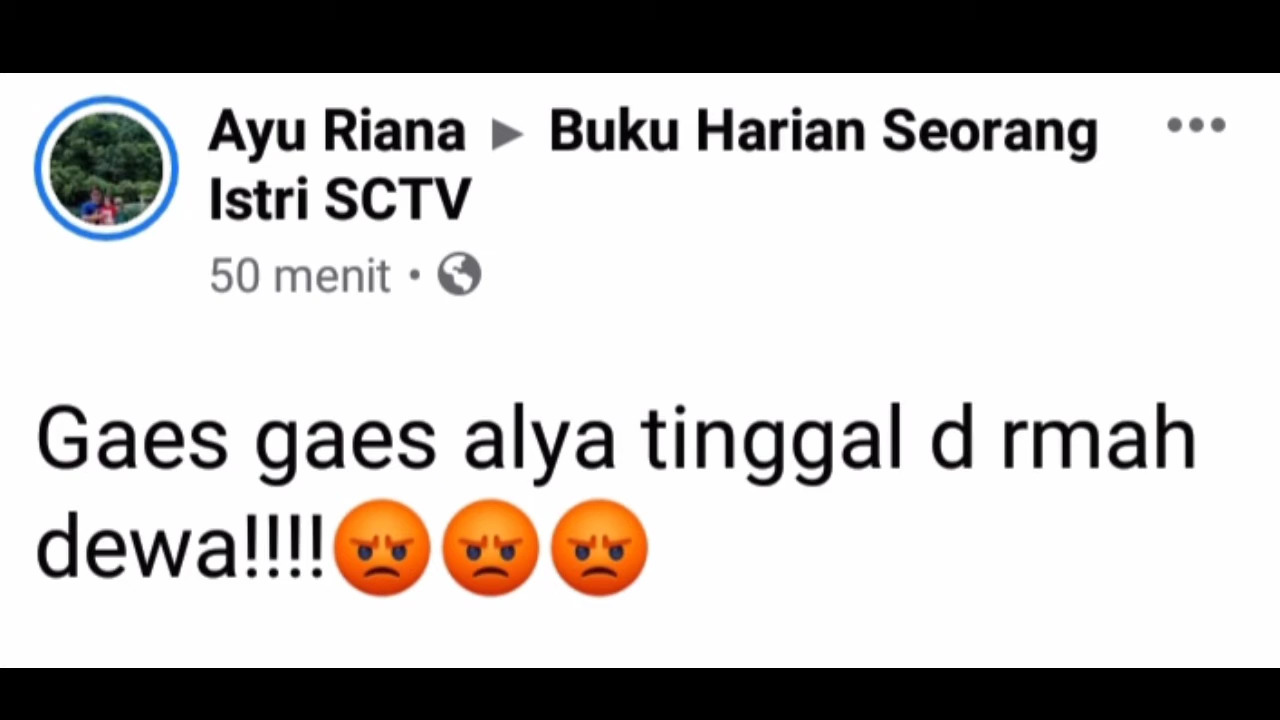 Ayu Riana ▶ Buku Harian Seorang
Istri SCTV
50 menit ·
Gaes gaes alya tinggal d rmah
dewa!!!!😡😡😡